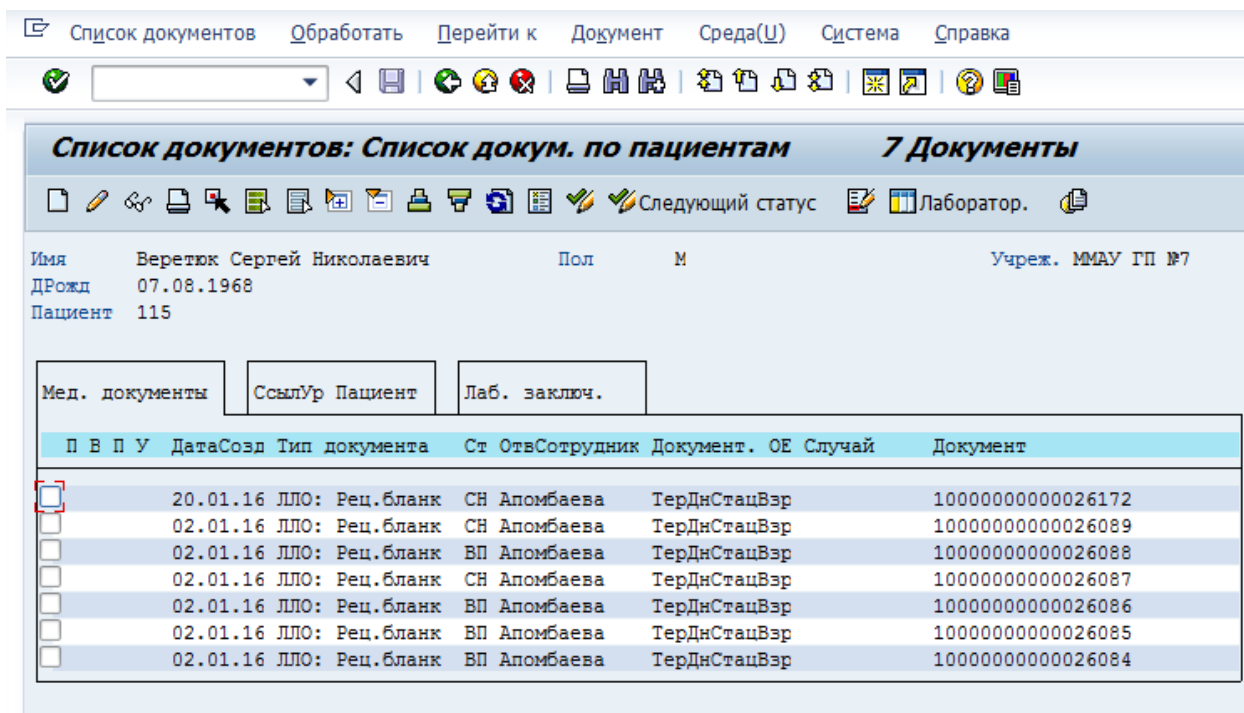 Список документов Обработать Перейти к Документ Среда(U) Система Справка
Список документов: Список докум. по пациентам 7 Документы
Следующий статус Лаборатор.
Имя Веретюк Сергей Николаевич Пол М Учреж. ММАУ ГП №7
ДРожд 07.08.1968
Пациент 115
Мед. документы СсылУр Пациент Лаб. заключ.
П В П У ДатаСозд Тип документа Ст ОтвСотрудник Документ. ОЕ Случай Документ
20.01.16 ЛЛО: Рец.бланк СН Апомбаева ТерДнСтацВзр 10000000000026172
02.01.16 ЛЛО: Рец.бланк СН Апомбаева ТерДнСтацВзр 10000000000026089
02.01.16 ЛЛО: Рец.бланк ВП Апомбаева ТерДнСтацВзр 10000000000026088
02.01.16 ЛЛО: Рец.бланк СН Апомбаева ТерДнСтацВзр 10000000000026087
02.01.16 ЛЛО: Рец.бланк ВП Апомбаева ТерДнСтацВзр 10000000000026086
02.01.16 ЛЛО: Рец.бланк ВП Апомбаева ТерДнСтацВзр 10000000000026085
02.01.16 ЛЛО: Рец.бланк ВП Апомбаева ТерДнСтацВзр 10000000000026084